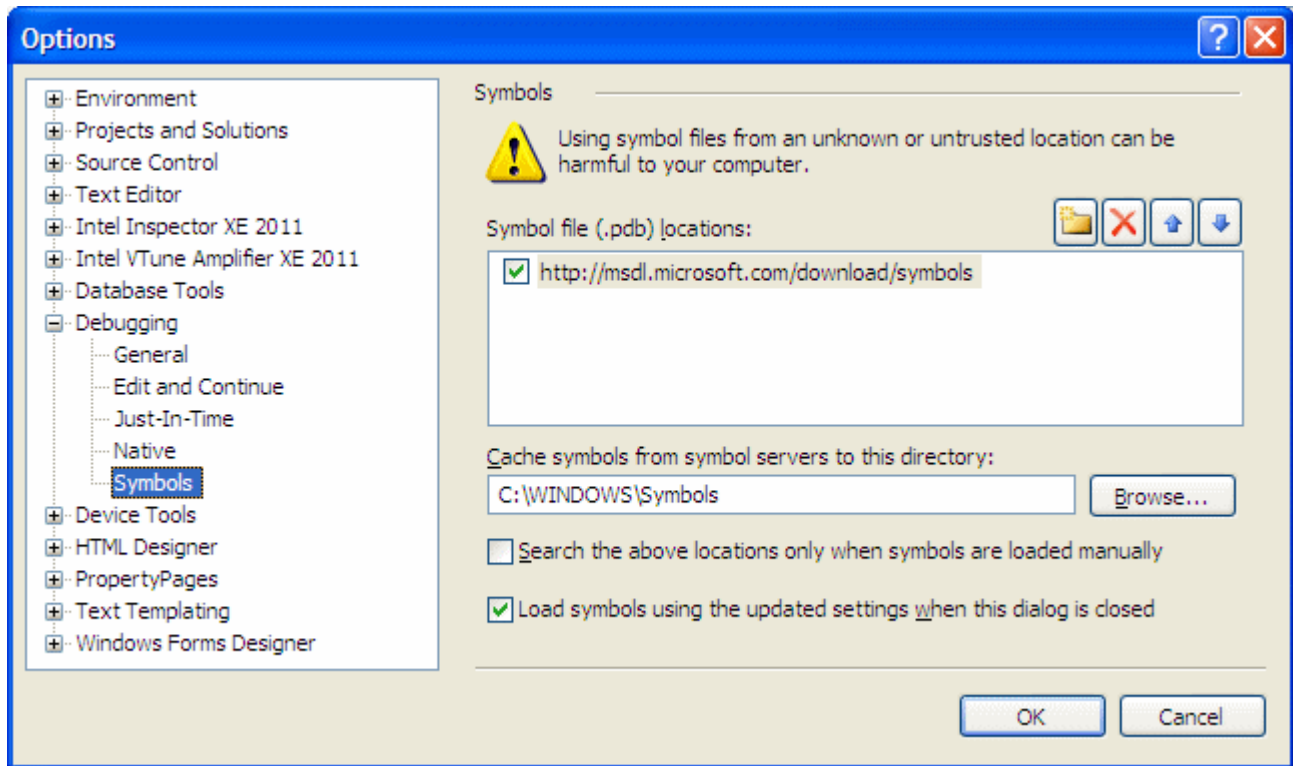 Options
Environment
Projects and Solutions
Source Control
Text Editor
Intel Inspector XE 2011
Intel VTune Amplifier XE 2011
Database Tools
Debugging
General
Edit and Continue
Just-In-Time
Native
Symbols
Device Tools
HTML Designer
PropertyPages
Text Templating
Windows Forms Designer
Symbols
Using symbol files from an unknown or untrusted location can be
harmful to your computer.
Symbol file (.pdb) locations:
http://msdl.microsoft.com/download/symbols
Cache symbols from symbol servers to this directory:
C:\WINDOWS\Symbols
Browse...
Search the above locations only when symbols are loaded manually
Load symbols using the updated settings when this dialog is closed
OK
Cancel